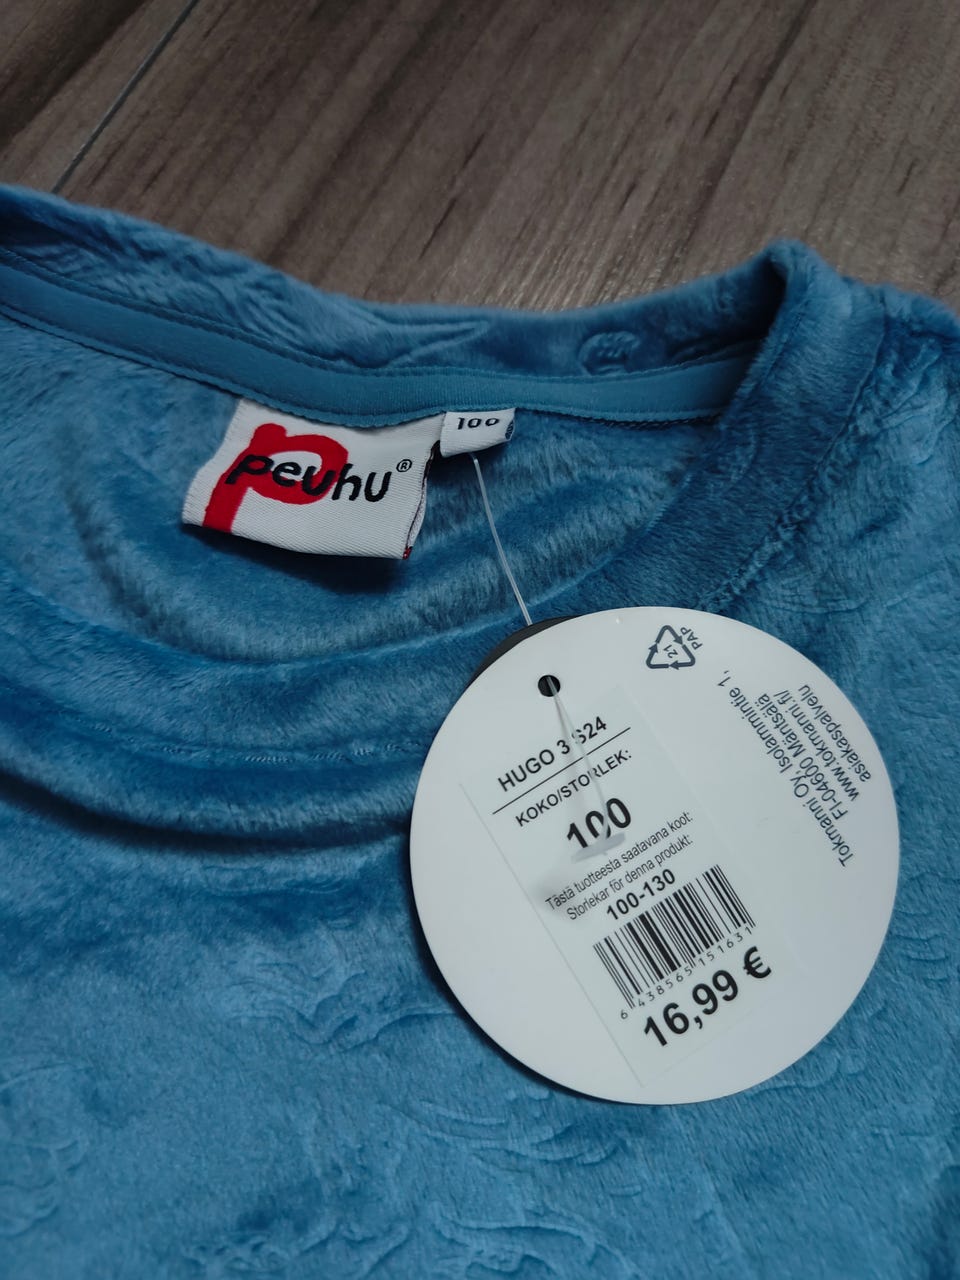 peuhu®
100
21
PAP
Tokmanni Oy, Isolammintie 1,
FI-04600 Mäntsälä
www.tokmanni.fi/
asiakaspalvelu
HUGO 3 S24
KOKO/STORLEK:
100
Tästä tuotteesta saatavana koot:
Storlekar för denna produkt:
100-130
6 438565 151631
16,99 €